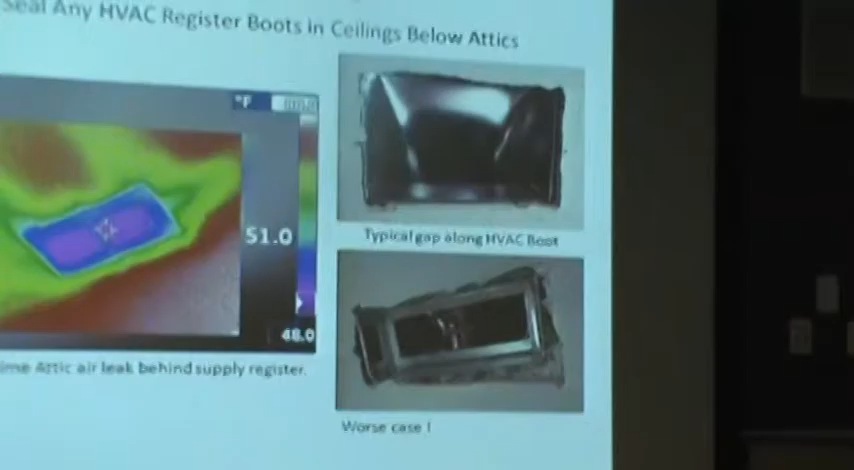 Seal Any HVAC Register Boots in Ceilings Below Attics
°F
51.0
48.0
Typical gap along HVAC Boot
Attic air leak behind supply register.
Worse case !